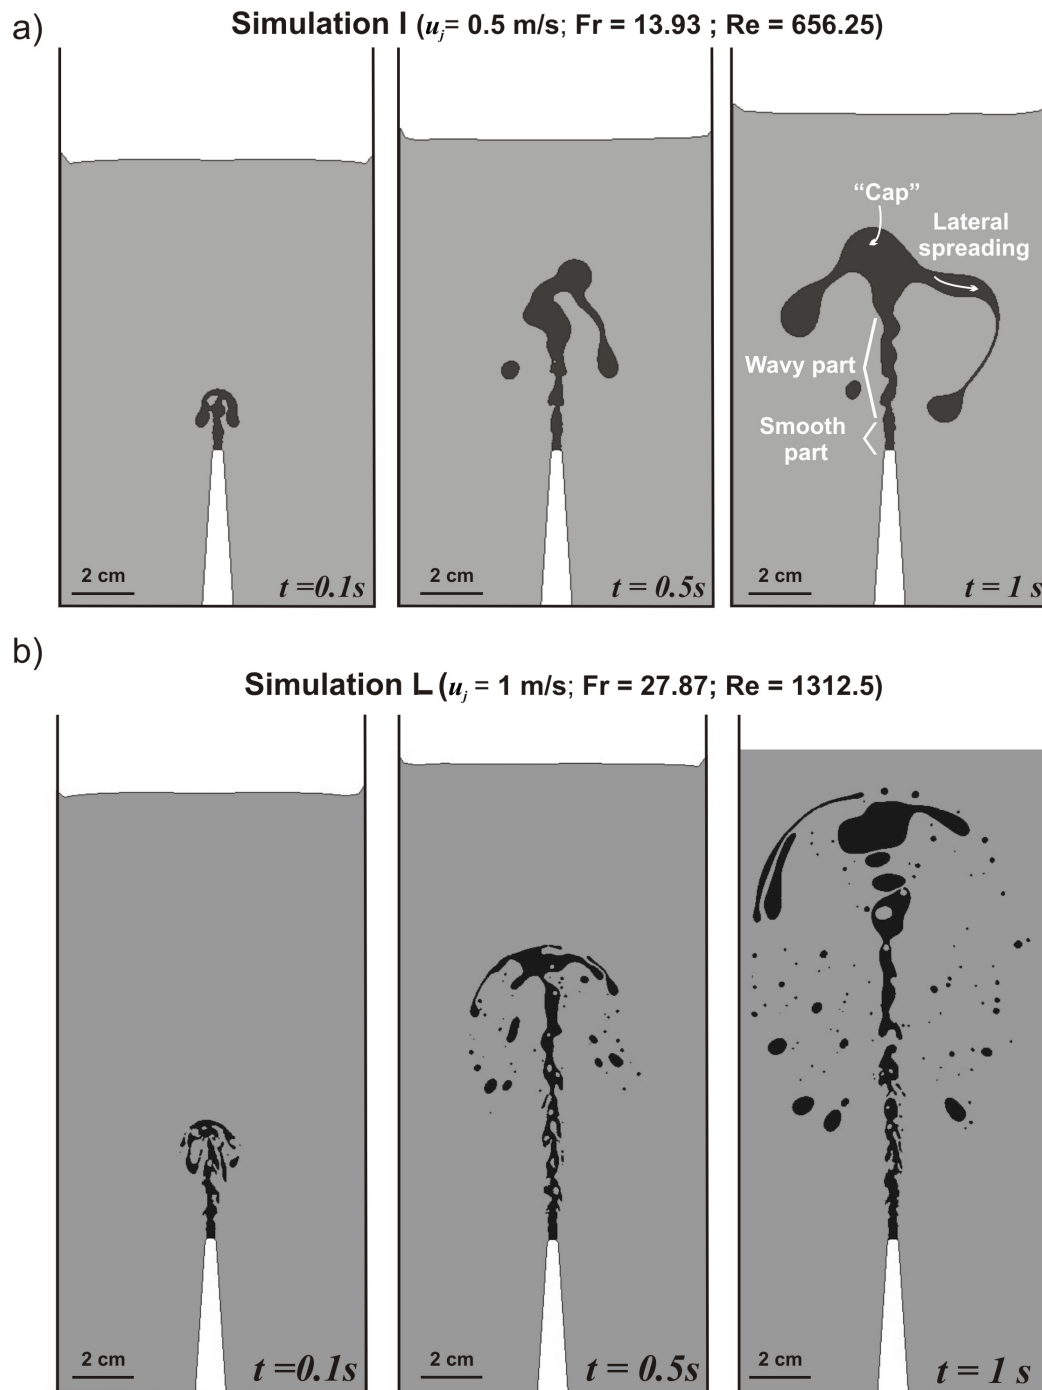 a)
Simulation I (uj= 0.5 m/s; Fr = 13.93 ; Re = 656.25)
“Cap”
Lateral
spreading
Wavy part
Smooth
part
2 cm
t =0.1s
2 cm
t = 0.5s
2 cm
t = 1 s
b)
Simulation L (uj = 1 m/s; Fr = 27.87; Re = 1312.5)
2 cm
t =0.1s
2 cm
t = 0.5s
2 cm
t = 1 s